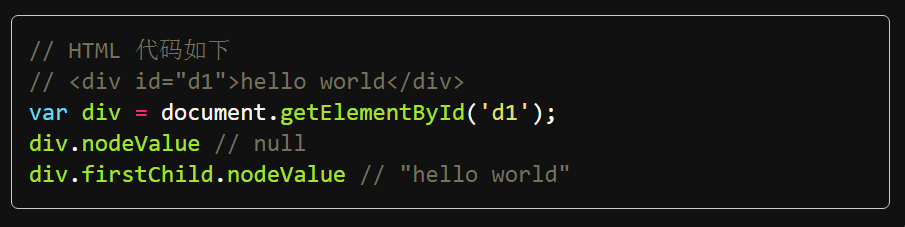 // HTML 代码如下
// <div id="d1">hello world</div>
var div = document.getElementById('d1');
div.nodeValue // null
div.firstChild.nodeValue // "hello world"